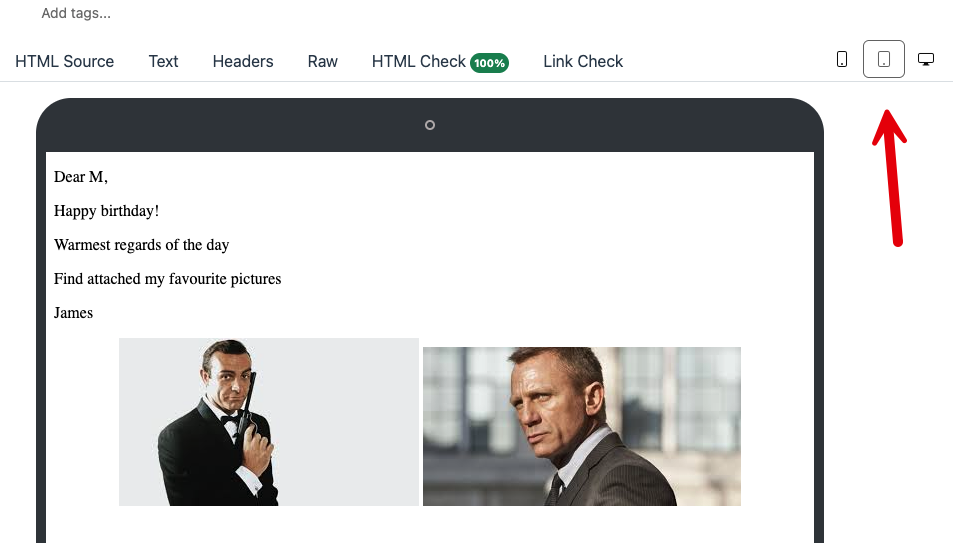 Add tags...
HTML Source Text Headers Raw HTML Check 100% Link Check
Dear M,
Happy birthday!
Warmest regards of the day
Find attached my favourite pictures
James